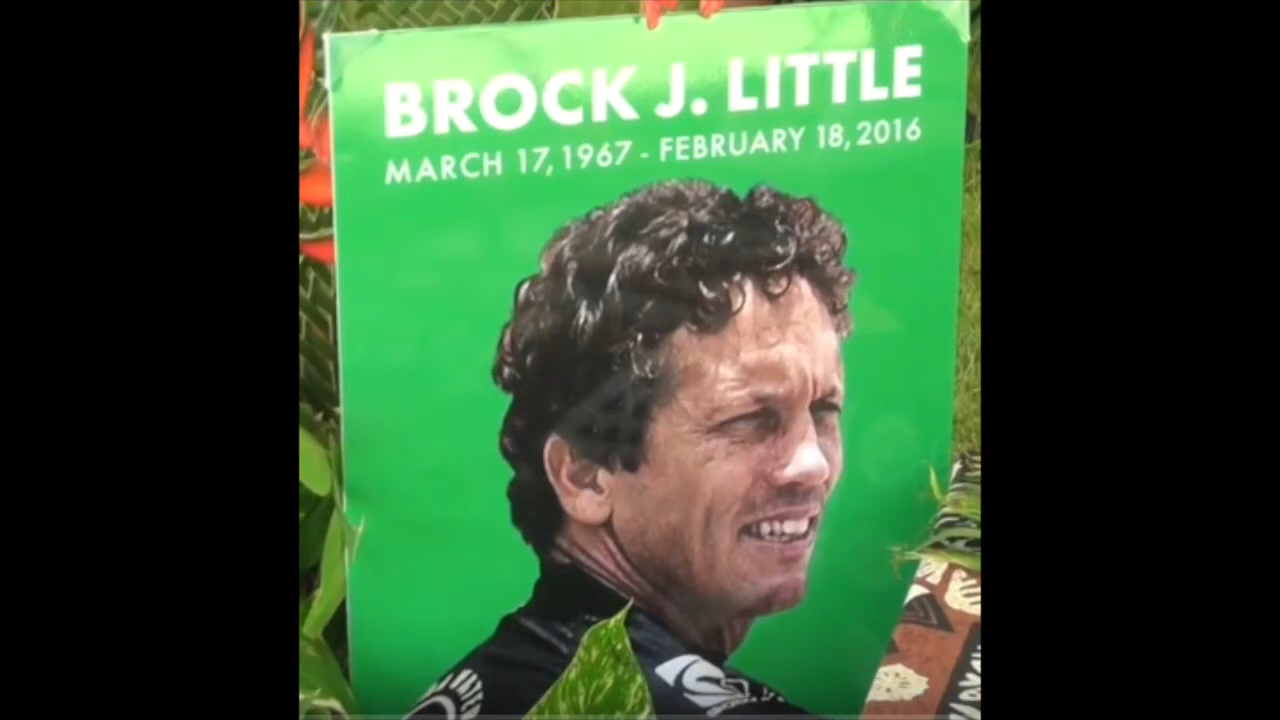 BROCK J. LITTLE
MARCH 17, 1967 - FEBRUARY 18, 2016